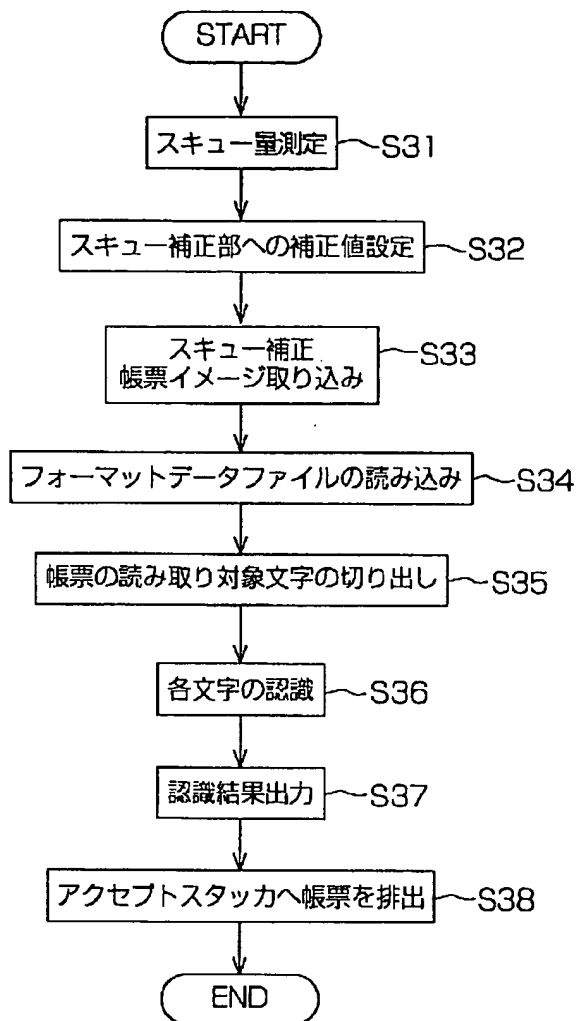 START
スキュー量測定
S31
スキュー補正部への補正値設定
S32
スキュー補正
帳票イメージ取り込み
S33
フォーマットデータファイルの読み込み
S34
帳票の読み取り対象文字の切り出し
S35
各文字の認識
S36
認識結果出力
S37
アクセプトスタッカへ帳票を排出
S38
END